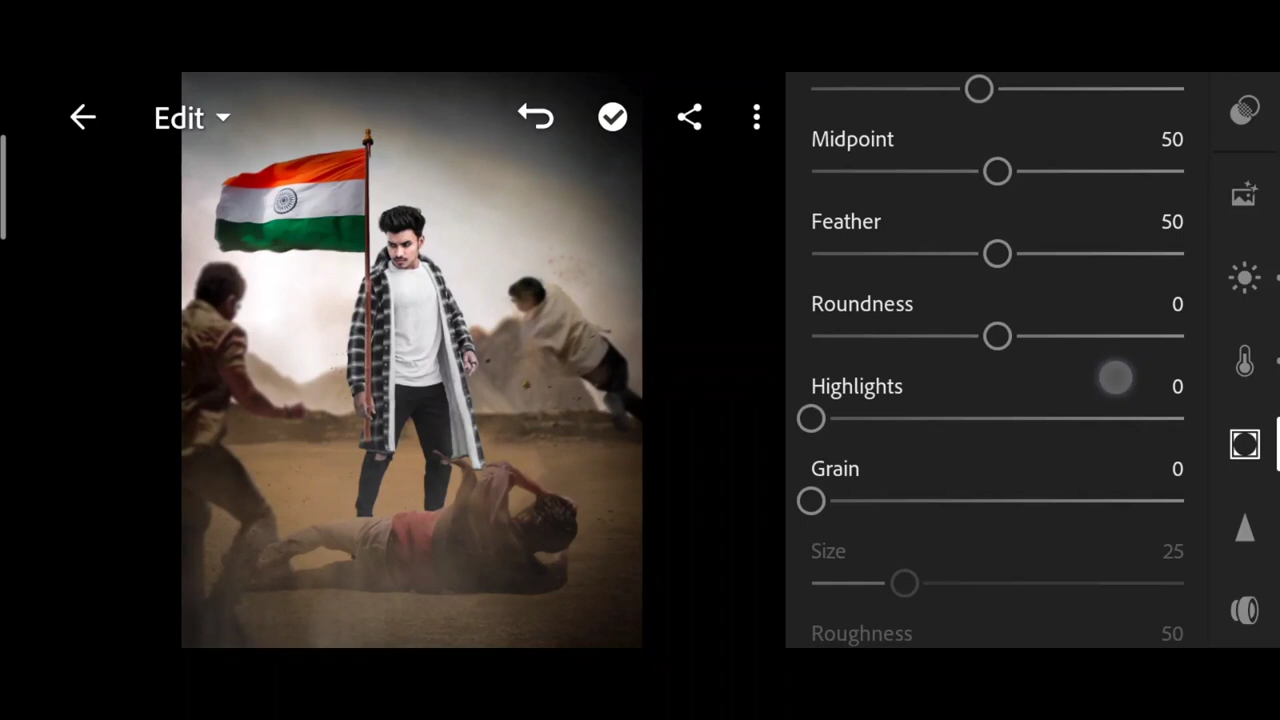 Edit
Midpoint 50
Feather 50
Roundness 0
Highlights 0
Grain 0
Size 25
Roughness 50